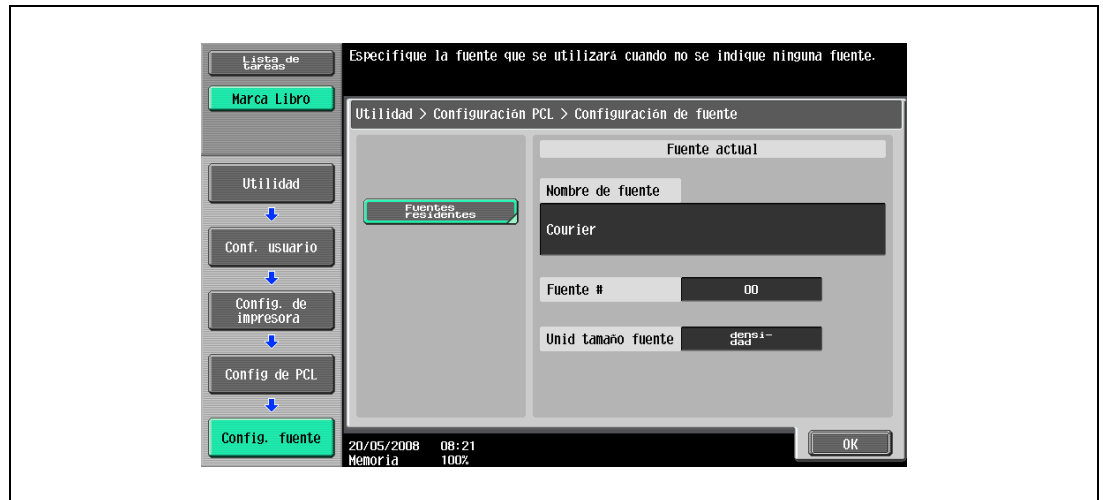 Lista de
tareas
Especifique la fuente que se utilizará cuando no se indique ninguna fuente.
Marca Libro
Utilidad > Configuración PCL > Configuración de fuente
Fuente actual
Utilidad
Nombre de fuente
Fuentes
residentes
Courier
Conf. usuario
Fuente # 00
Config. de
impresora
Unid tamaño fuente densi-
dad
Config de PCL
Config. fuente
20/05/2008 08:21
Memoria 100%
OK